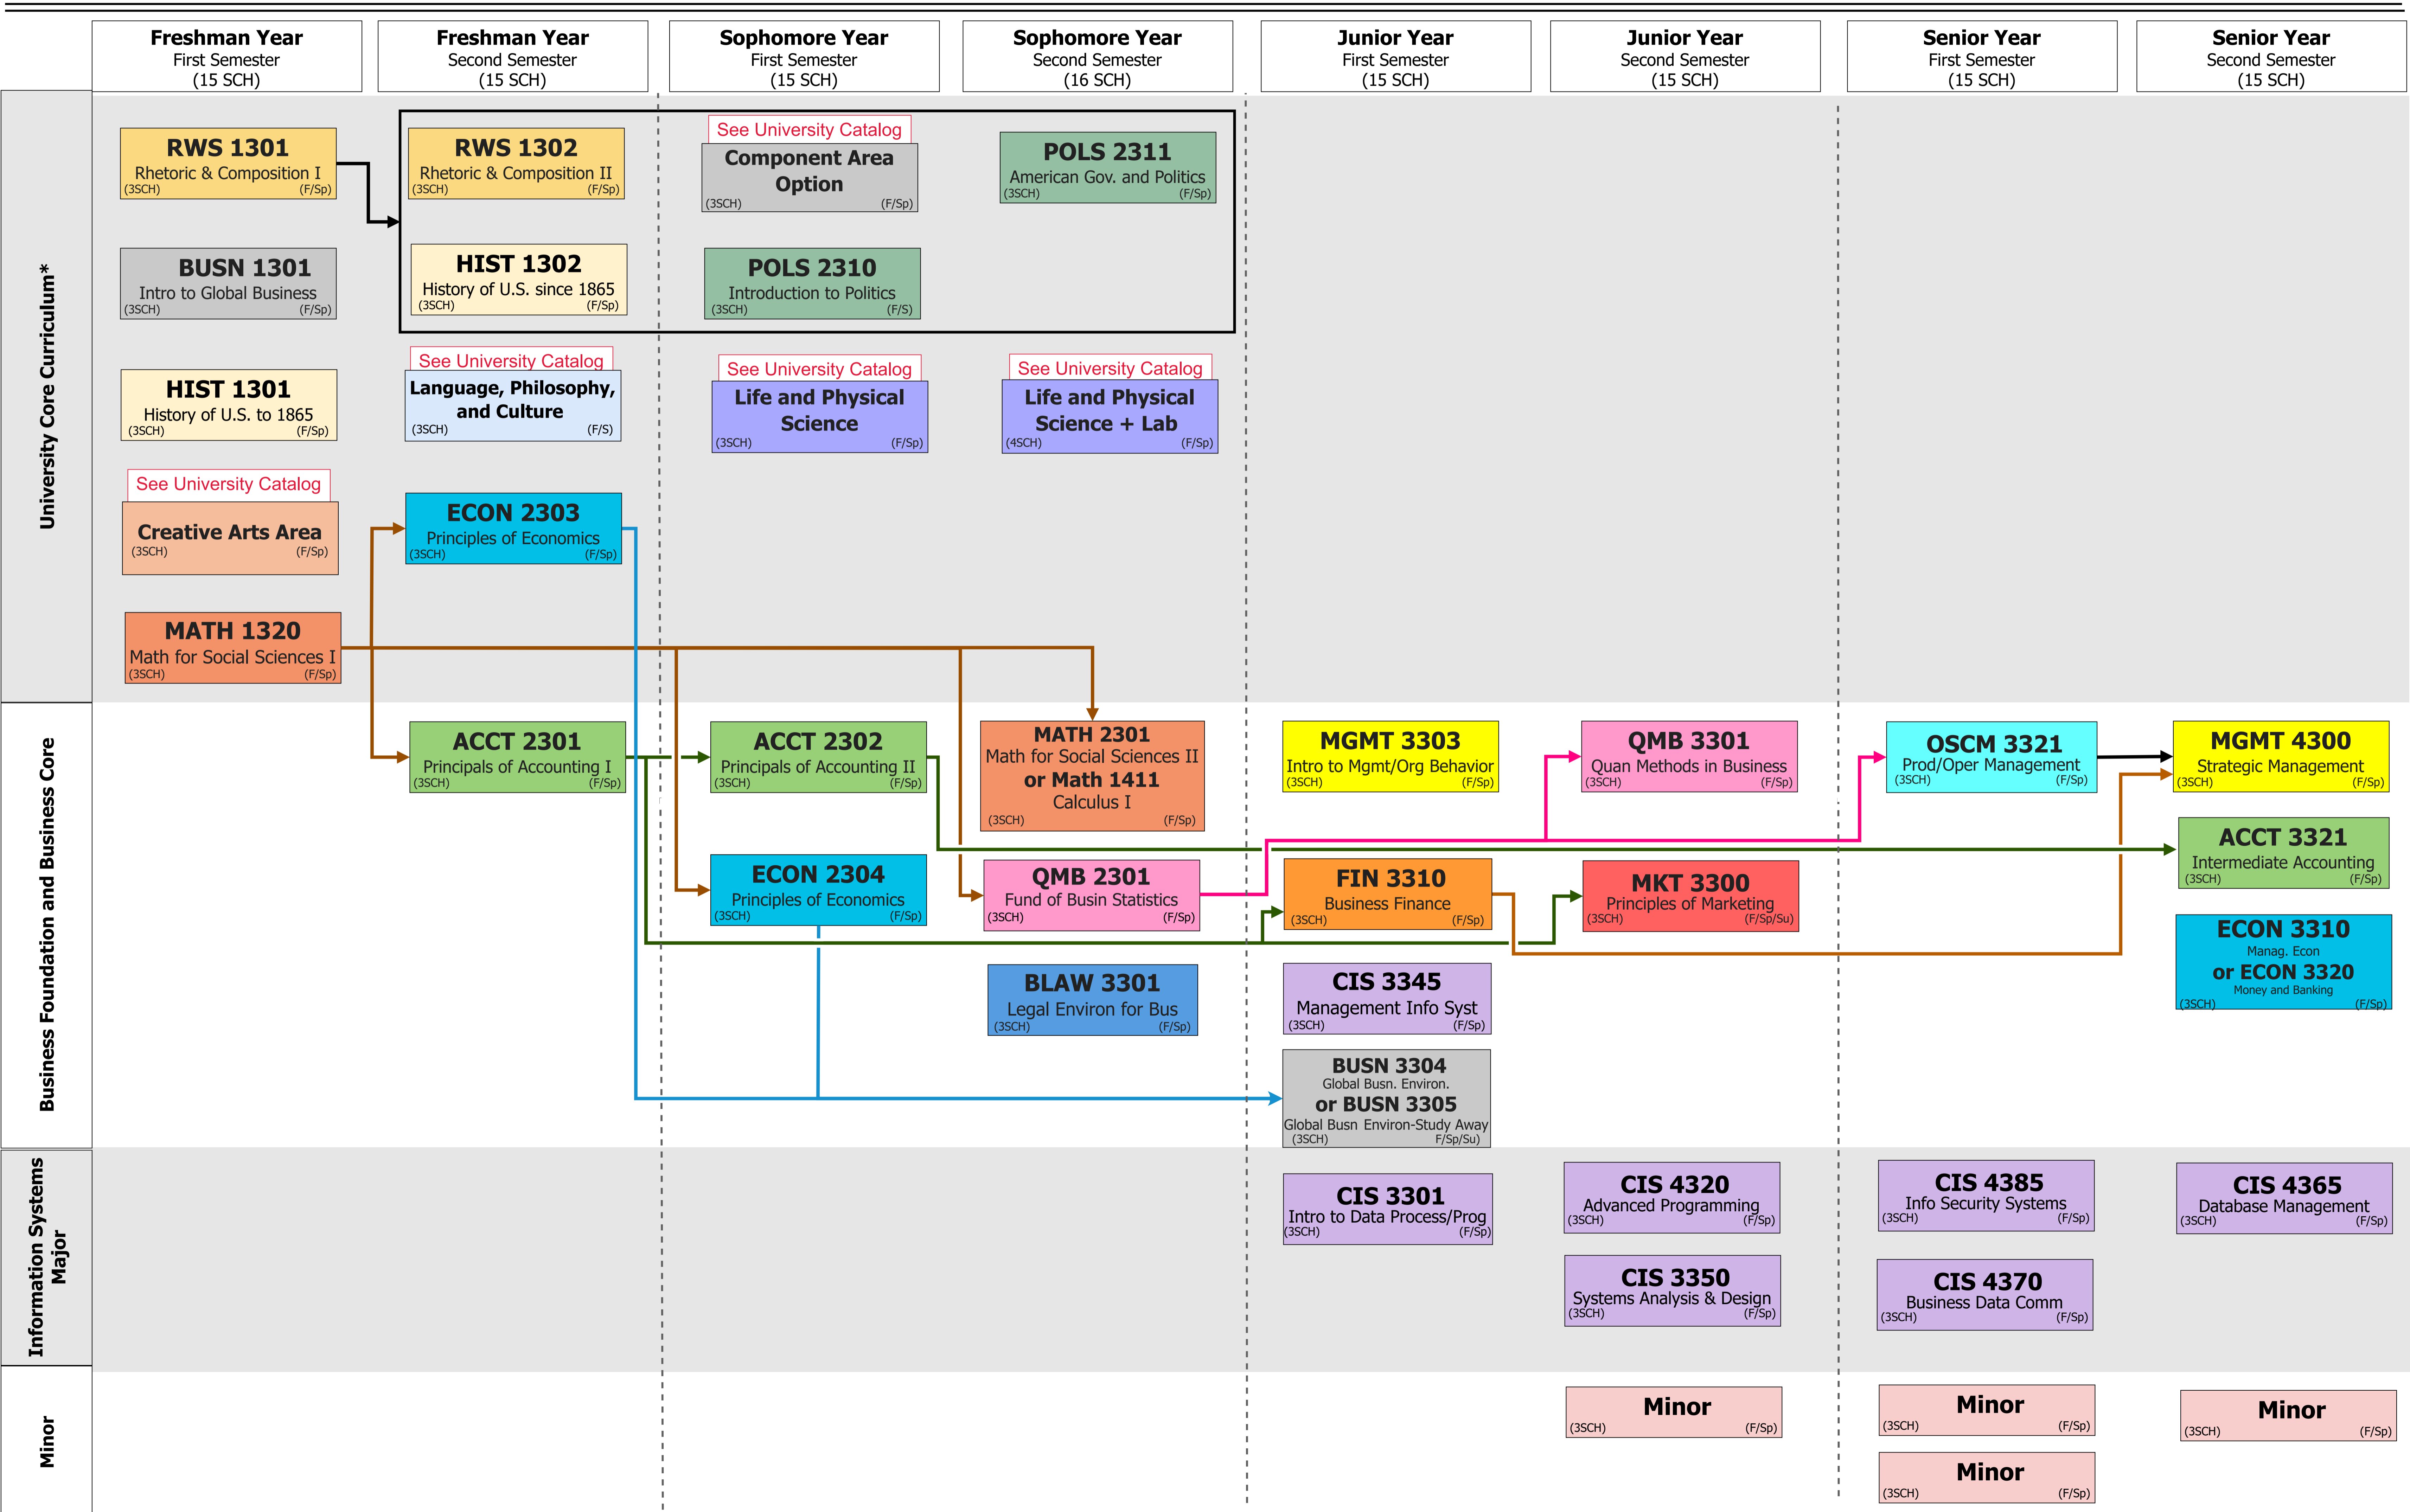 Freshman Year
First Semester
(15 SCH)
Freshman Year
Second Semester
(15 SCH)
Sophomore Year
First Semester
(15 SCH)
Sophomore Year
Second Semester
(16 SCH)
Junior Year
First Semester
(15 SCH)
Junior Year
Second Semester
(15 SCH)
Senior Year
First Semester
(15 SCH)
Senior Year
Second Semester
(15 SCH)
University Core Curriculum*
RWS 1301
Rhetoric & Composition I
(3SCH) (F/Sp)
RWS 1302
Rhetoric & Composition II
(3SCH) (F/Sp)
See University Catalog
Component Area
Option
(3SCH) (F/Sp)
POLS 2311
American Gov. and Politics
(3SCH) (F/Sp)
BUSN 1301
Intro to Global Business
(3SCH) (F/Sp)
HIST 1302
History of U.S. since 1865
(3SCH) (F/Sp)
POLS 2310
Introduction to Politics
(3SCH) (F/S)
HIST 1301
History of U.S. to 1865
(3SCH) (F/Sp)
See University Catalog
Language, Philosophy,
and Culture
(3SCH) (F/S)
See University Catalog
Life and Physical
Science
(3SCH) (F/Sp)
See University Catalog
Life and Physical
Science + Lab
(4SCH) (F/Sp)
See University Catalog
Creative Arts Area
(3SCH) (F/Sp)
ECON 2303
Principles of Economics
(3SCH) (F/Sp)
MATH 1320
Math for Social Sciences I
(3SCH) (F/Sp)
Business Foundation and Business Core
ACCT 2301
Principals of Accounting I
(3SCH) (F/Sp)
ACCT 2302
Principals of Accounting II
(3SCH) (F/Sp)
MATH 2301
Math for Social Sciences II
or Math 1411
Calculus I
(3SCH) (F/Sp)
MGMT 3303
Intro to Mgmt/Org Behavior
(3SCH) (F/Sp)
QMB 3301
Quan Methods in Business
(3SCH) (F/Sp)
OSCM 3321
Prod/Oper Management
(3SCH) (F/Sp)
MGMT 4300
Strategic Management
(3SCH) (F/Sp)
ECON 2304
Principles of Economics
(3SCH) (F/Sp)
QMB 2301
Fund of Busin Statistics
(3SCH) (F/Sp)
FIN 3310
Business Finance
(3SCH) (F/Sp)
MKT 3300
Principles of Marketing
(3SCH) (F/Sp/Su)
ACCT 3321
Intermediate Accounting
(3SCH) (F/Sp)
BLAW 3301
Legal Environ for Bus
(3SCH) (F/Sp)
CIS 3345
Management Info Syst
(3SCH) (F/Sp)
ECON 3310
Manag. Econ
or ECON 3320
Money and Banking
(3SCH) (F/Sp)
BUSN 3304
Global Busn. Environ.
or BUSN 3305
Global Busn Environ-Study Away
(3SCH) F/Sp/Su)
Information Systems
Major
CIS 3301
Intro to Data Process/Prog
(3SCH) (F/Sp)
CIS 4320
Advanced Programming
(3SCH) (F/Sp)
CIS 4385
Info Security Systems
(3SCH) (F/Sp)
CIS 4365
Database Management
(3SCH) (F/Sp)
CIS 3350
Systems Analysis & Design
(3SCH) (F/Sp)
CIS 4370
Business Data Comm
(3SCH) (F/Sp)
Minor
Minor
(3SCH) (F/Sp)
Minor
(3SCH) (F/Sp)
Minor
(3SCH) (F/Sp)
Minor
(3SCH) (F/Sp)